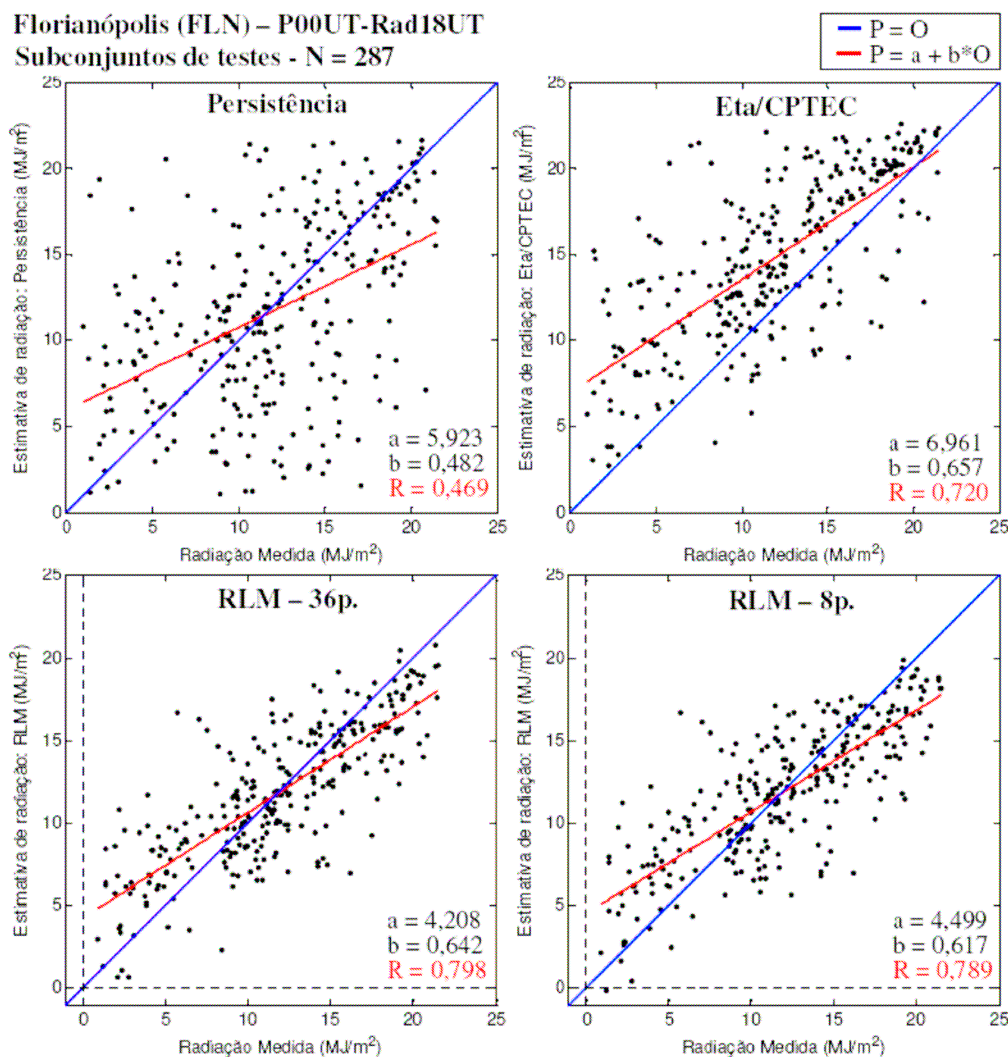 Florianópolis (FLN) – P00UT-Rad18UT
Subconjuntos de testes - N = 287
P = O
P = a + b*O
Persistência
Estimativa de radiação: Persistência (MJ/m²)
25
20
15
10
5
0
a = 5,923
b = 0,482
R = 0,469
0 5 10 15 20 25
Radiação Medida (MJ/m²)
Eta/CPTEC
Estimativa de radiação: Eta/CPTEC (MJ/m²)
25
20
15
10
5
0
a = 6,961
b = 0,657
R = 0,720
0 5 10 15 20 25
Radiação Medida (MJ/m²)
RLM – 36p.
Estimativa de radiação: RLM (MJ/m²)
25
20
15
10
5
0
a = 4,208
b = 0,642
R = 0,798
0 5 10 15 20 25
Radiação Medida (MJ/m²)
RLM – 8p.
Estimativa de radiação: RLM (MJ/m²)
25
20
15
10
5
0
a = 4,499
b = 0,617
R = 0,789
0 5 10 15 20 25
Radiação Medida (MJ/m²)